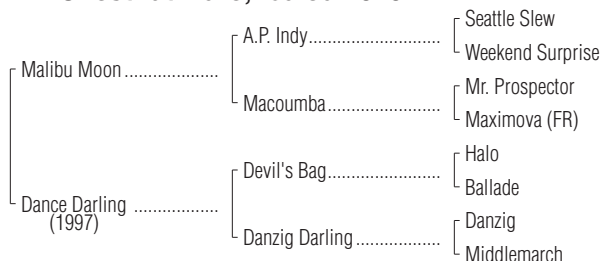 Seattle Slew
A.P. Indy
Weekend Surprise
Malibu Moon
Mr. Prospector
Macoumba
Maximova (FR)
Halo
Devil's Bag
Ballade
Dance Darling
(1997)
Danzig
Danzig Darling
Middlemarch